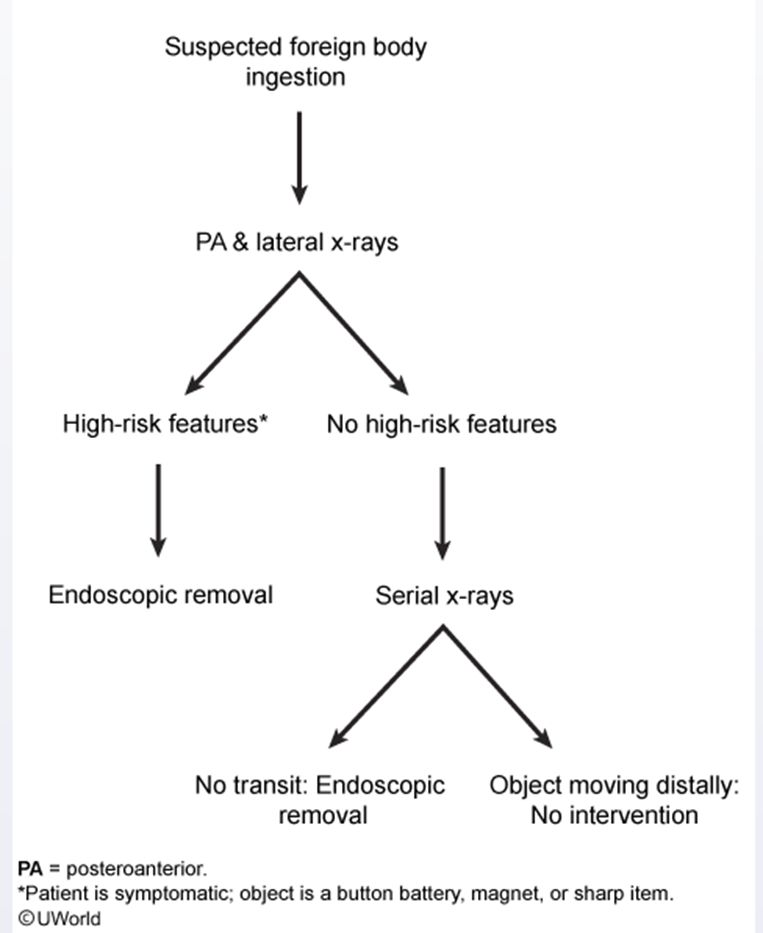 Suspected foreign body
ingestion
PA & lateral x-rays
High-risk features*
No high-risk features
Endoscopic removal
Serial x-rays
No transit: Endoscopic
removal
Object moving distally:
No intervention
PA = posteroanterior.
*Patient is symptomatic; object is a button battery, magnet, or sharp item.
©UWorld